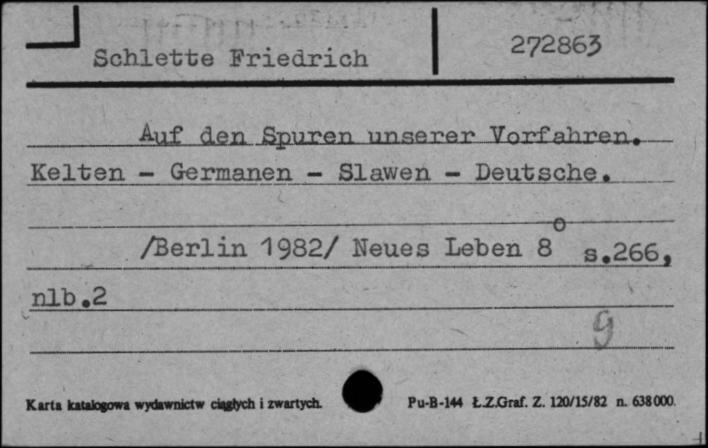 Schlette Friedrich 272863
Auf den Spuren unserer Vorfahren.
Kelten - Germanen - Slawen - Deutsche.
/Berlin 1982/ Neues Leben 8° s.266,
nlb.2
g
Karta katalogowa wydawnictw ciągłych i zwartych. Pu-B-144 Ł.Z.Graf. Z. 120/15/82 n. 638000.